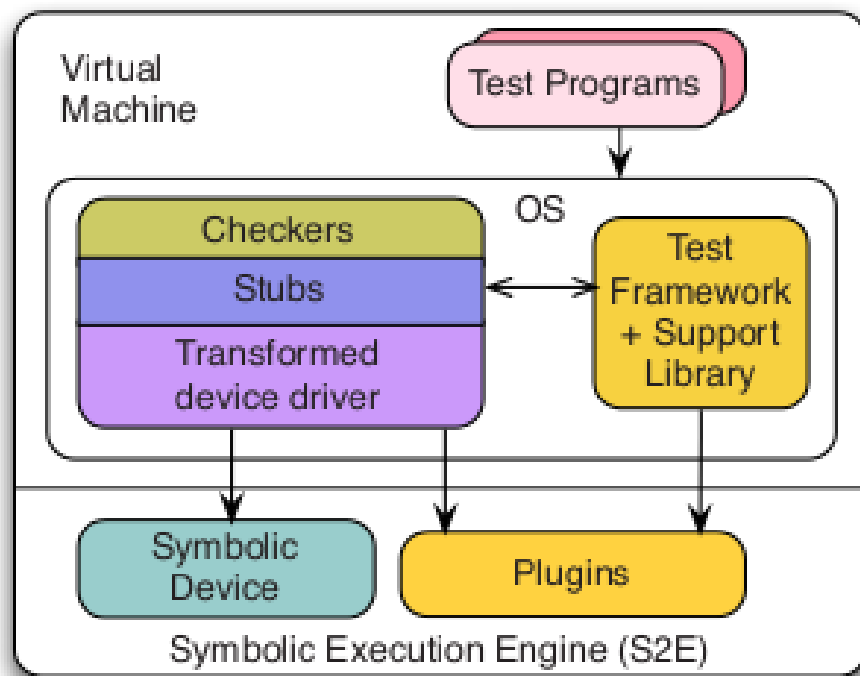 Virtual
Machine
Test Programs
OS
Checkers
Stubs
Transformed
device driver
Test
Framework
+ Support
Library
Symbolic
Device
Plugins
Symbolic Execution Engine (S2E)